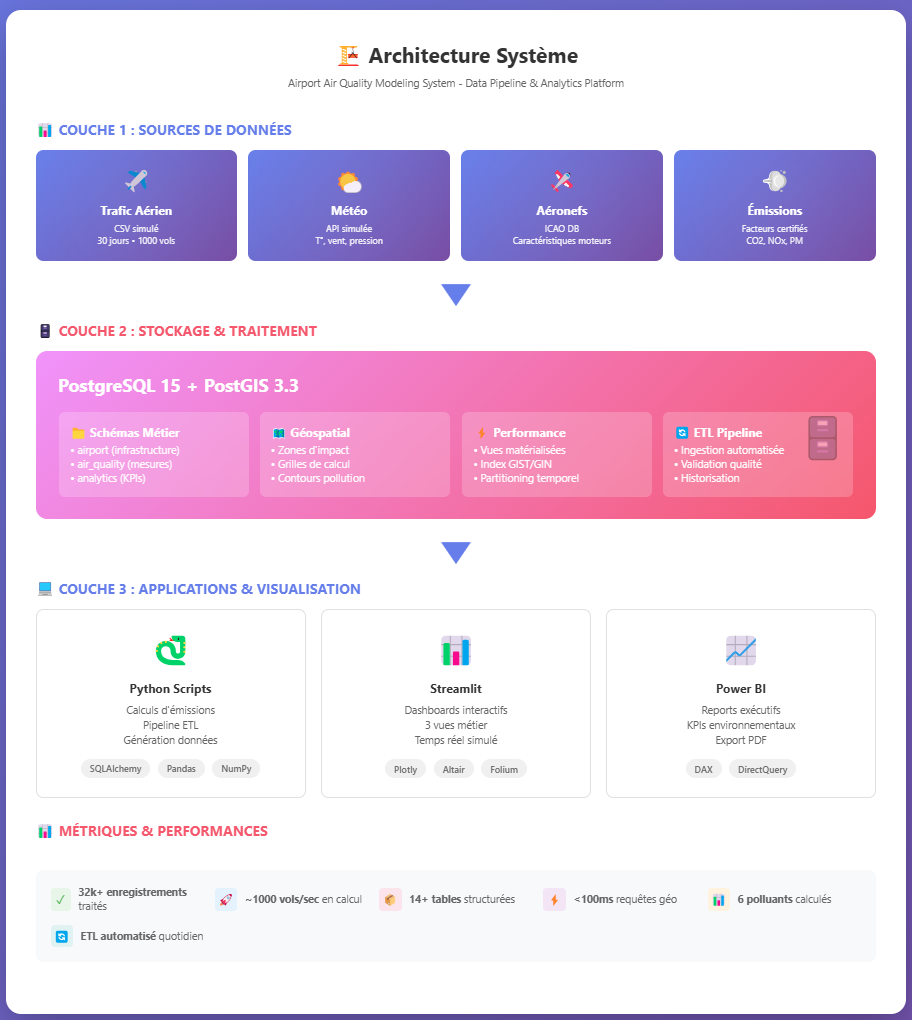 Architecture Système
Airport Air Quality Modeling System - Data Pipeline & Analytics Platform
COUCHE 1 : SOURCES DE DONNÉES
Trafic Aérien
CSV simulé
30 jours • 1000 vols
Météo
API simulée
T°, vent, pression
Aéronefs
ICAO DB
Caractéristiques moteurs
Émissions
Facteurs certifiés
CO2, NOx, PM
COUCHE 2 : STOCKAGE & TRAITEMENT
PostgreSQL 15 + PostGIS 3.3
Schémas Métier
• airport (infrastructure)
• air_quality (mesures)
• analytics (KPIs)
Géospatial
• Zones d'impact
• Grilles de calcul
• Contours pollution
Performance
• Vues matérialisées
• Index GIST/GIN
• Partitioning temporel
ETL Pipeline
• Ingestion automatisée
• Validation qualité
• Historisation
COUCHE 3 : APPLICATIONS & VISUALISATION
Python Scripts
Calculs d'émissions
Pipeline ETL
Génération données
SQLAlchemy Pandas NumPy
Streamlit
Dashboards interactifs
3 vues métier
Temps réel simulé
Plotly Altair Folium
Power BI
Reports exécutifs
KPIs environnementaux
Export PDF
DAX DirectQuery
MÉTRIQUES & PERFORMANCES
✓ 32k+ enregistrements
traités
~1000 vols/sec en calcul
14+ tables structurées
<100ms requêtes géo
6 polluants calculés
ETL automatisé quotidien